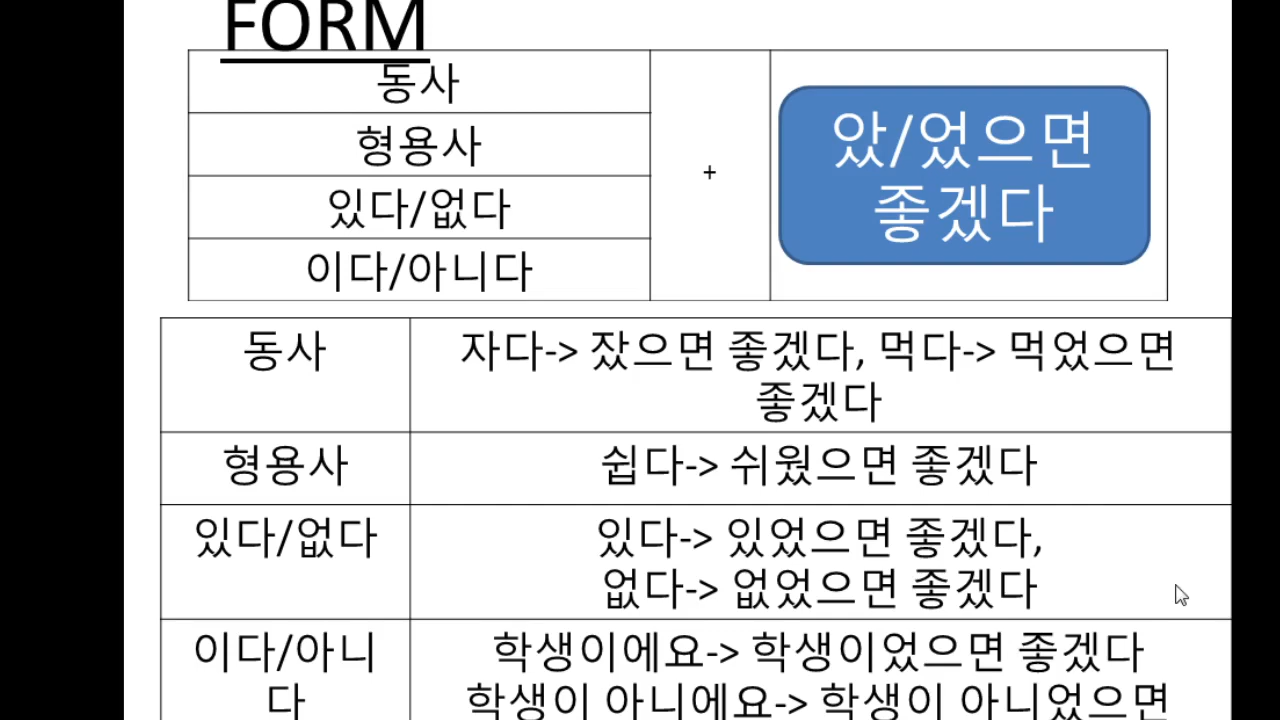 FORM
동사
형용사
있다/없다
이다/아니다
+
았/었으면
좋겠다
동사
자다-> 잤으면 좋겠다, 먹다-> 먹었으면
좋겠다
형용사
쉽다-> 쉬웠으면 좋겠다
있다/없다
있다-> 있었으면 좋겠다,
없다-> 없었으면 좋겠다
이다/아니
다
학생이에요-> 학생이었으면 좋겠다
학생이 아니에요-> 학생이 아니었으면